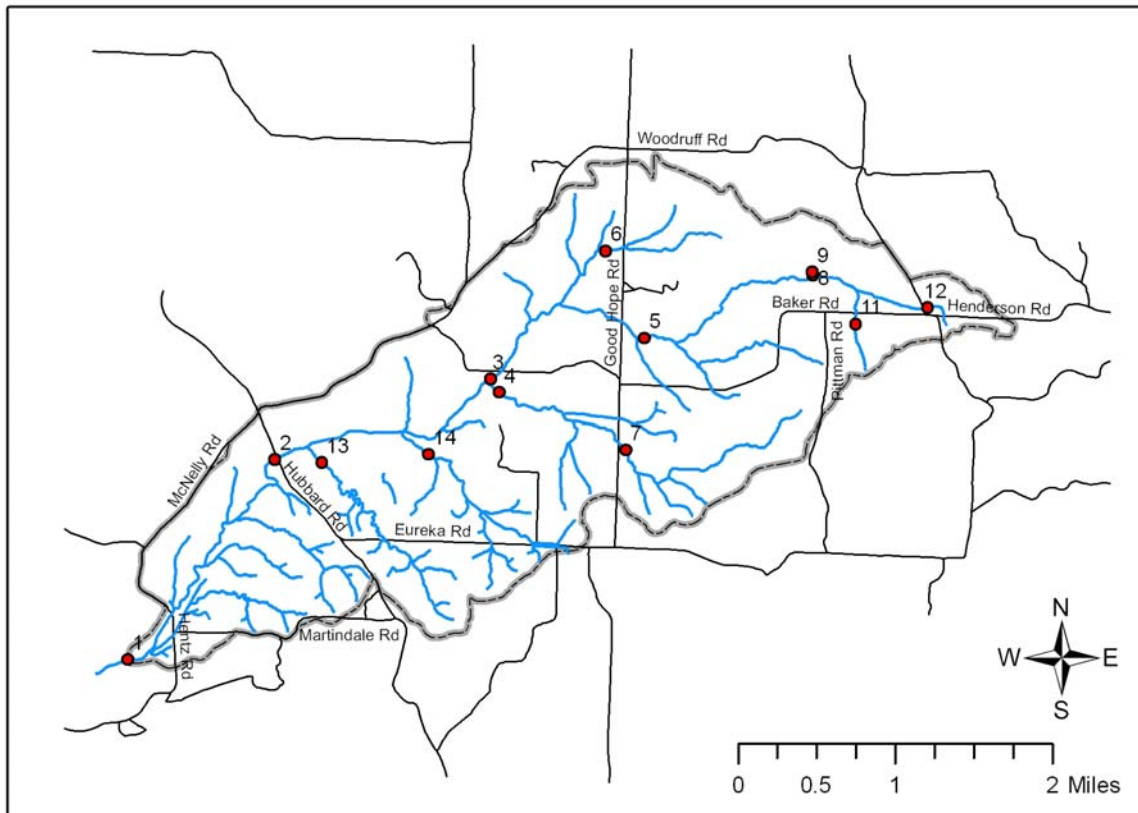 Woodruff Rd
6
Good Hope Rd
9
8
12
Baker Rd
Henderson Rd
11
Pittman Rd
5
3
4
McNelly Rd
2
13
14
7
Hubbard Rd
Eureka Rd
1
Hentz Rd
Martindale Rd
N
W
E
S
0 0.5 1 2 Miles